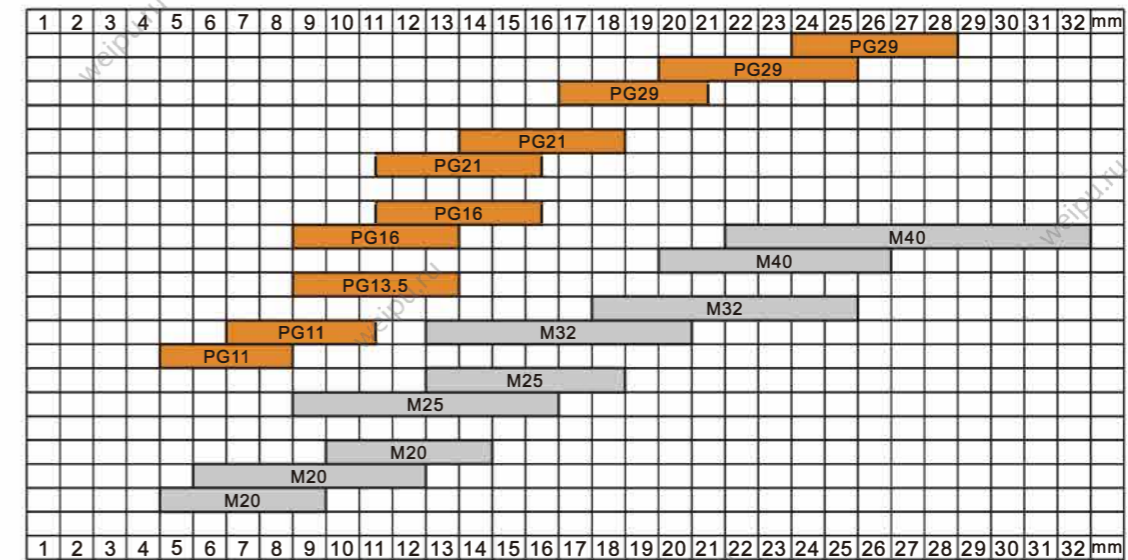 1 2 3 4 5 6 7 8 9 10 11 12 13 14 15 16 17 18 19 20 21 22 23 24 25 26 27 28 29 30 31 32 mm
weipu.ru
PG29
PG29
PG29
PG21
PG21
weipu.ru
PG16
PG16 M40
M40
PG13.5
weipu.ru
M32
PG11 M32
PG11
M25
M25
M20
M20
M20
1 2 3 4 5 6 7 8 9 10 11 12 13 14 15 16 17 18 19 20 21 22 23 24 25 26 27 28 29 30 31 32 mm